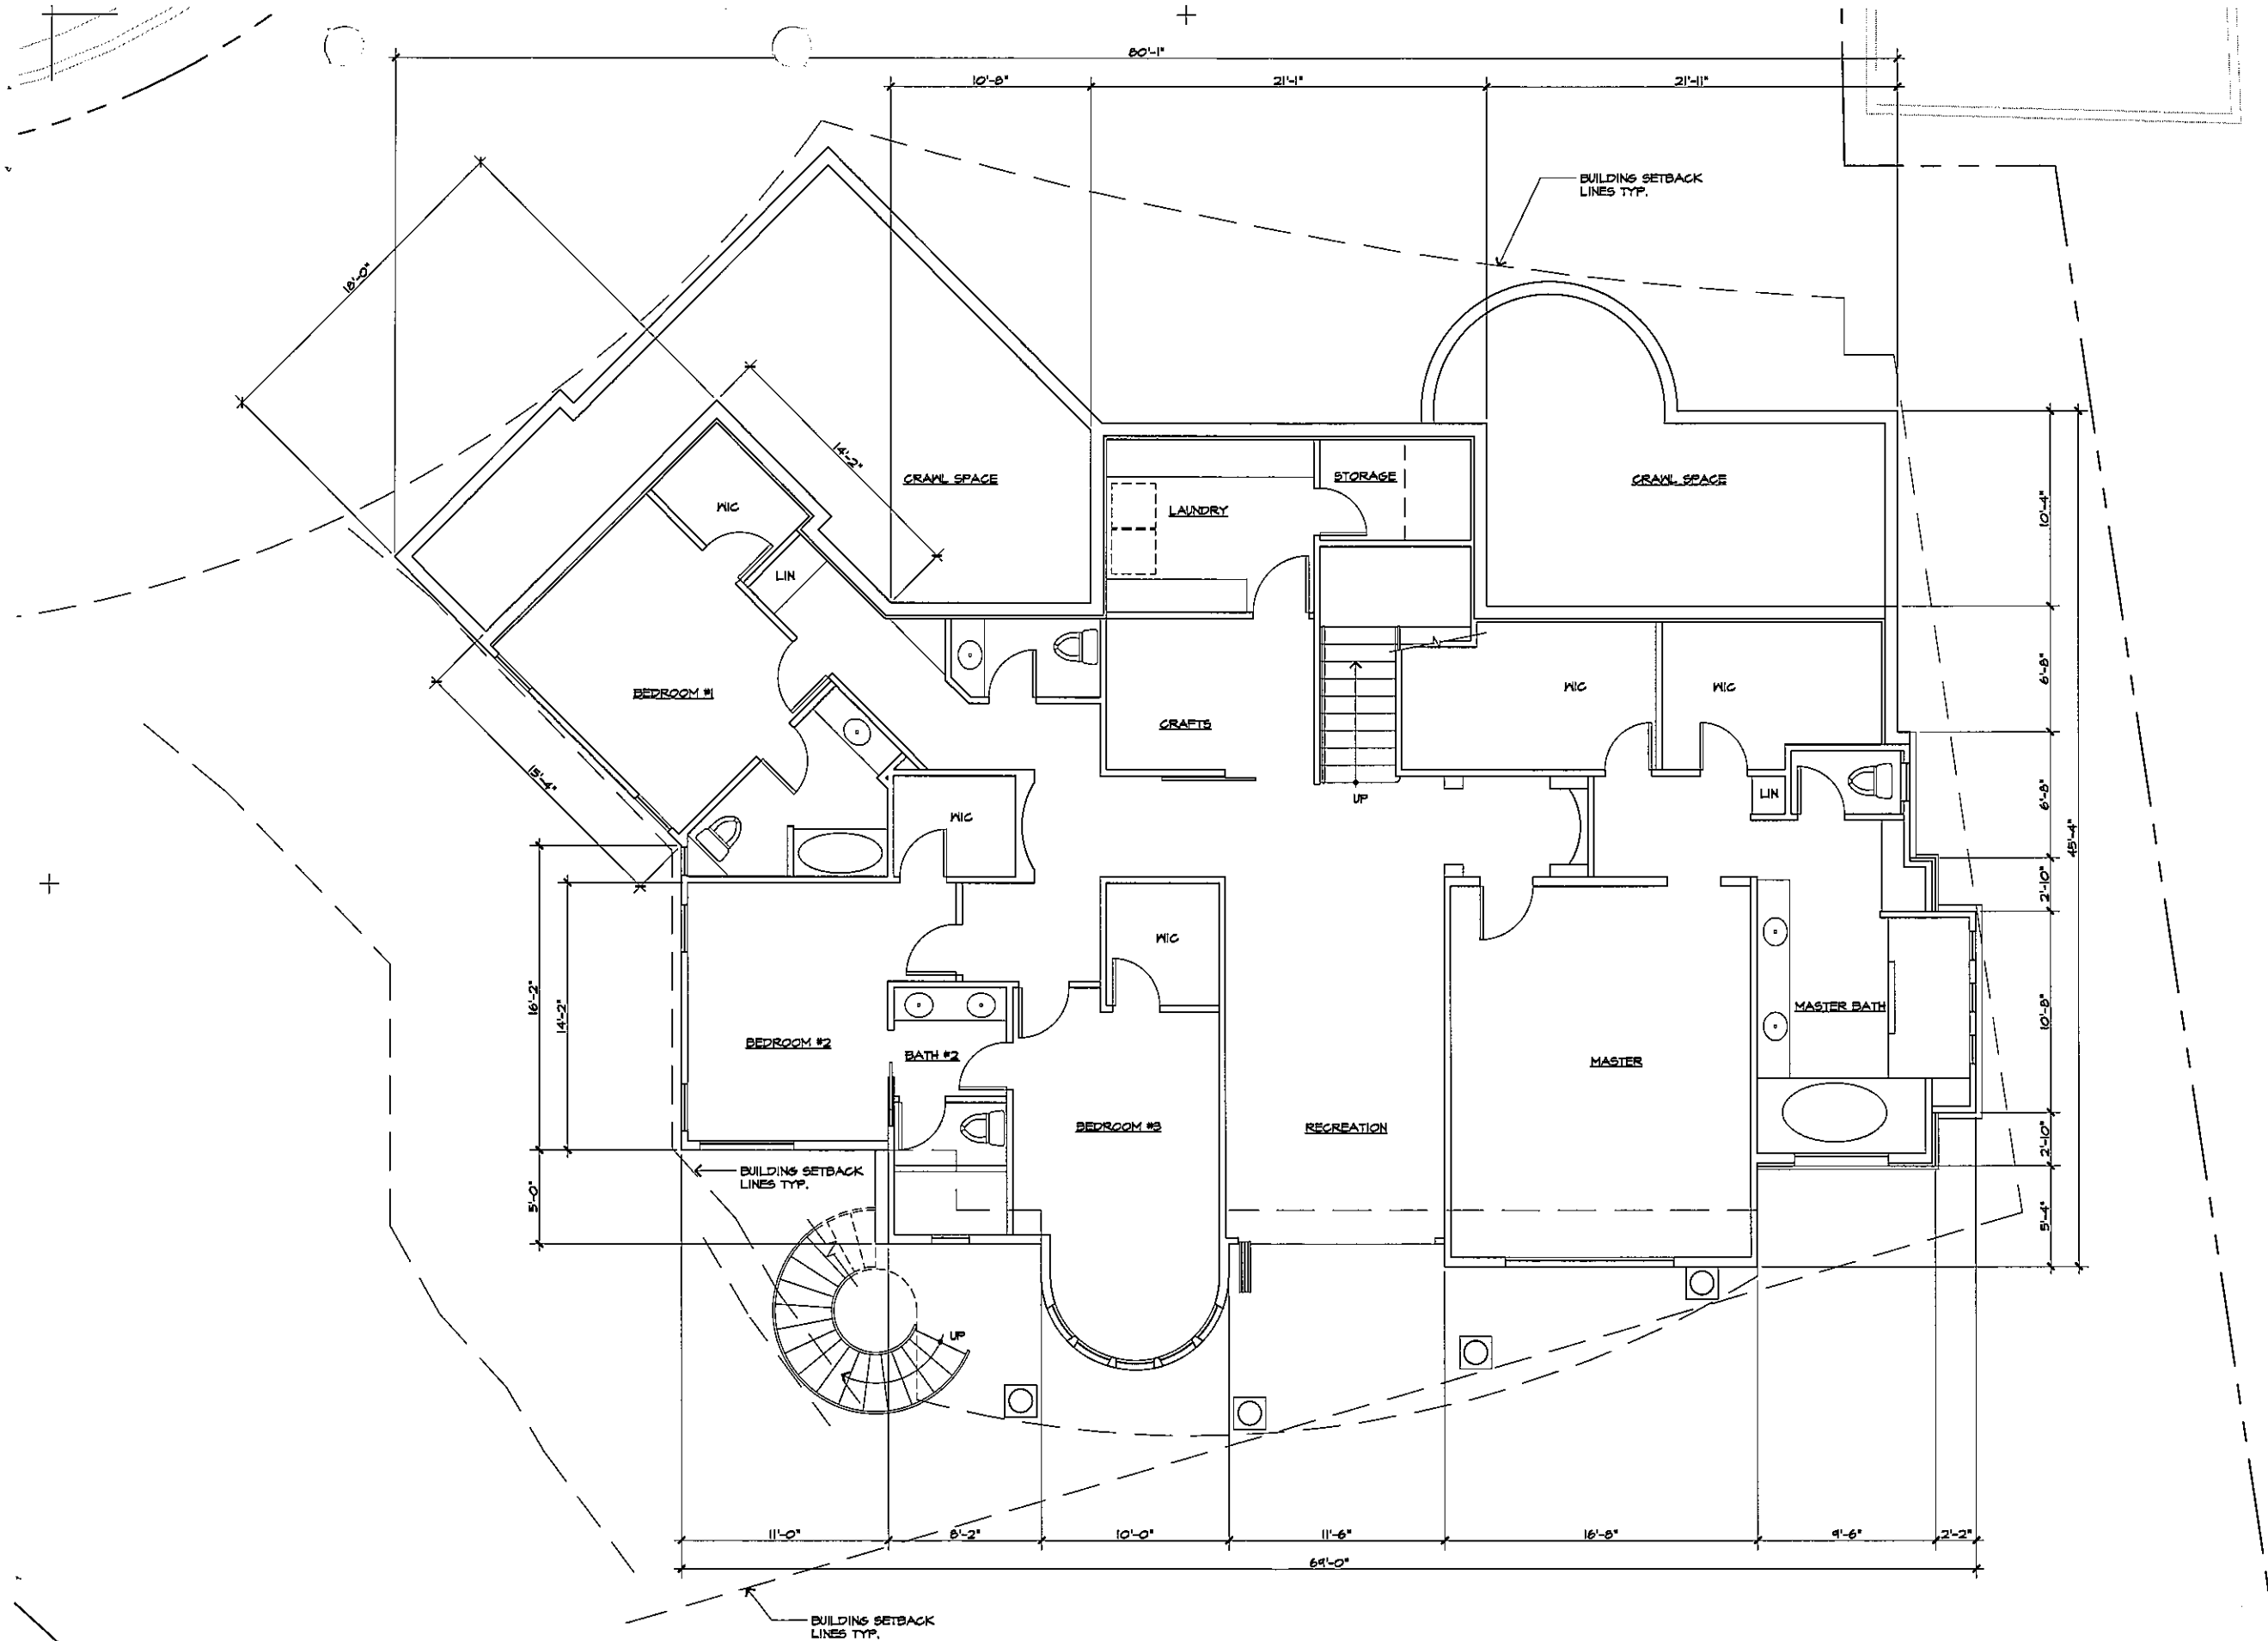 80'-1"
10'-8"
21'-1"
21'-11"
BUILDING SETBACK
LINES TYP.
18'-0"
14'-2"
CRAWL SPACE
STORAGE
CRAWL SPACE
WIC
LAUNDRY
10'-4"
LIN
6'-8"
BEDROOM #1
WIC
WIC
CRAFTS
15'-4"
UP
LIN
6'-8"
WIC
45'-4"
2'-10"
WIC
16'-2"
14'-2"
MASTER BATH
10'-8"
BEDROOM #2
BATH #2
MASTER
BEDROOM #3
RECREATION
2'-10"
BUILDING SETBACK
LINES TYP.
5'-0"
5'-4"
UP
11'-0"
8'-2"
10'-0"
11'-6"
16'-8"
9'-6"
2'-2"
69'-0"
BUILDING SETBACK
LINES TYP.